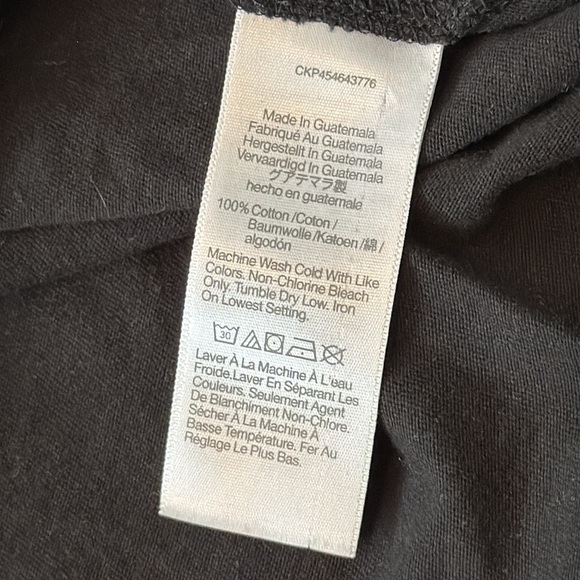 CKP454643776
Made In Guatemala
Fabriqué Au Guatemala
Hergestellt In Guatemala
Vervaardigd In Guatemala
グアテマラ製
hecho en guatemala
100% Cotton /Coton /
Baumwolle /Katoen /綿 /
algodón
Machine Wash Cold With Like
Colors. Non-Chlorine Bleach
Only. Tumble Dry Low. Iron
On Lowest Setting.
30
Laver À La Machine À L'eau
Froide.Laver En Séparant Les
Couleurs. Seulement Agent
De Blanchiment Non-Chlore.
Sécher À La Machine À
Basse Température. Fer Au
Réglage Le Plus Bas.